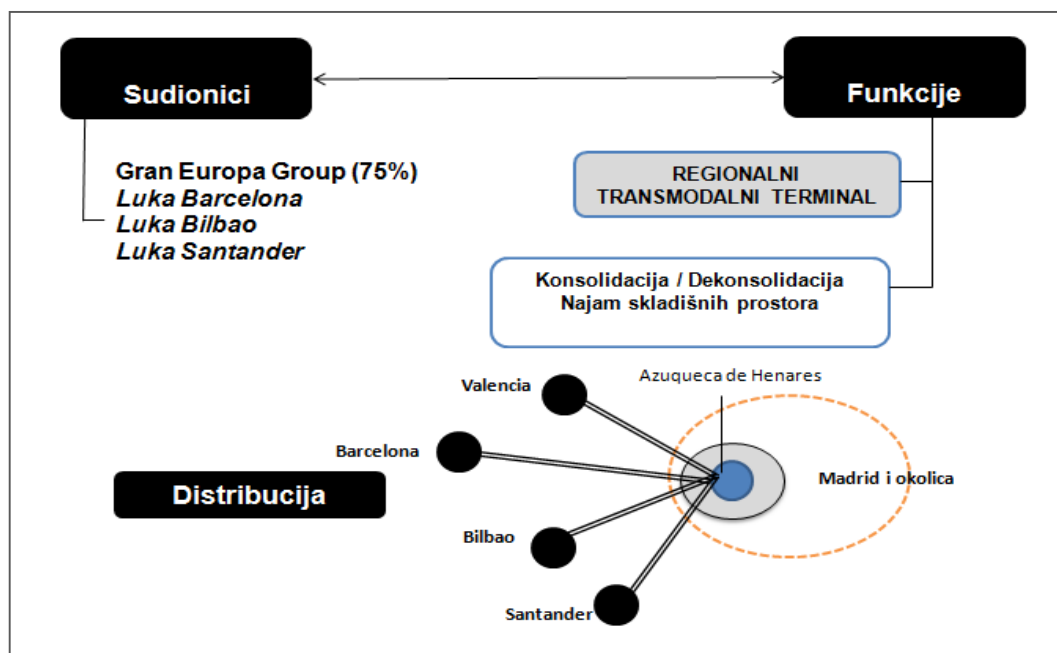 Sudionici
Funkcije
Gran Europa Group (75%)
Luka Barcelona
Luka Bilbao
Luka Santander
REGIONALNI
TRANSMODALNI TERMINAL
Konsolidacija / Dekonsolidacija
Najam skladišnih prostora
Azuqueca de Henares
Valencia
Barcelona
Madrid i okolica
Distribucija
Bilbao
Santander